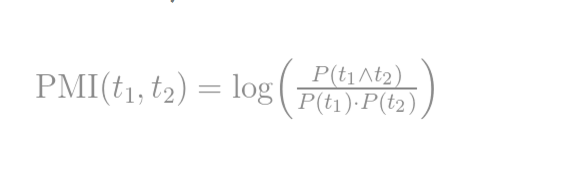 PMI(t₁, t₂) = log(P(t₁∧t₂) / P(t₁)·P(t₂))